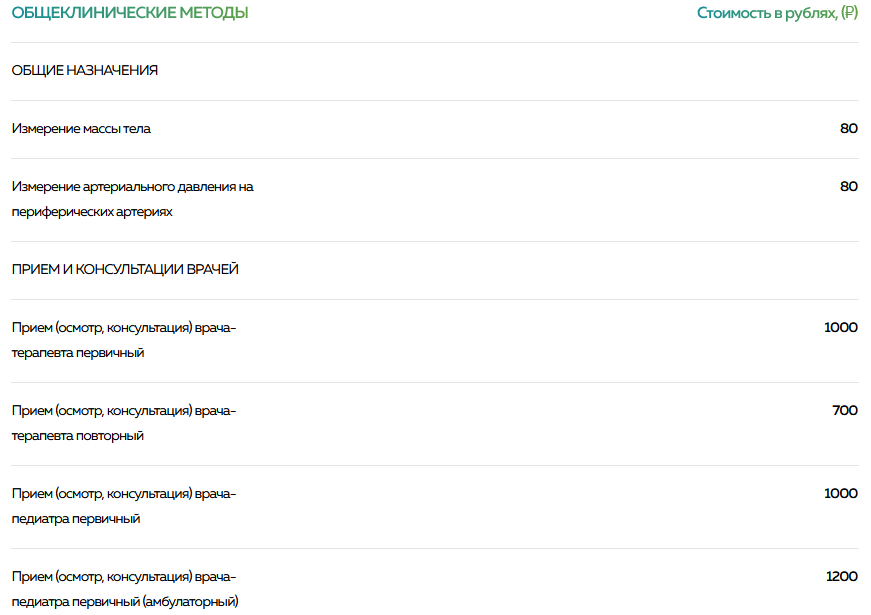 ОБЩЕКЛИНИЧЕСКИЕ МЕТОДЫ Стоимость в рублях, (₽)
ОБЩИЕ НАЗНАЧЕНИЯ
Измерение массы тела 80
Измерение артериального давления на 80
периферических артериях
ПРИЕМ И КОНСУЛЬТАЦИИ ВРАЧЕЙ
Прием (осмотр, консультация) врача- 1000
терапевта первичный
Прием (осмотр, консультация) врача- 700
терапевта повторный
Прием (осмотр, консультация) врача- 1000
педиатра первичный
Прием (осмотр, консультация) врача- 1200
педиатра первичный (амбулаторный)